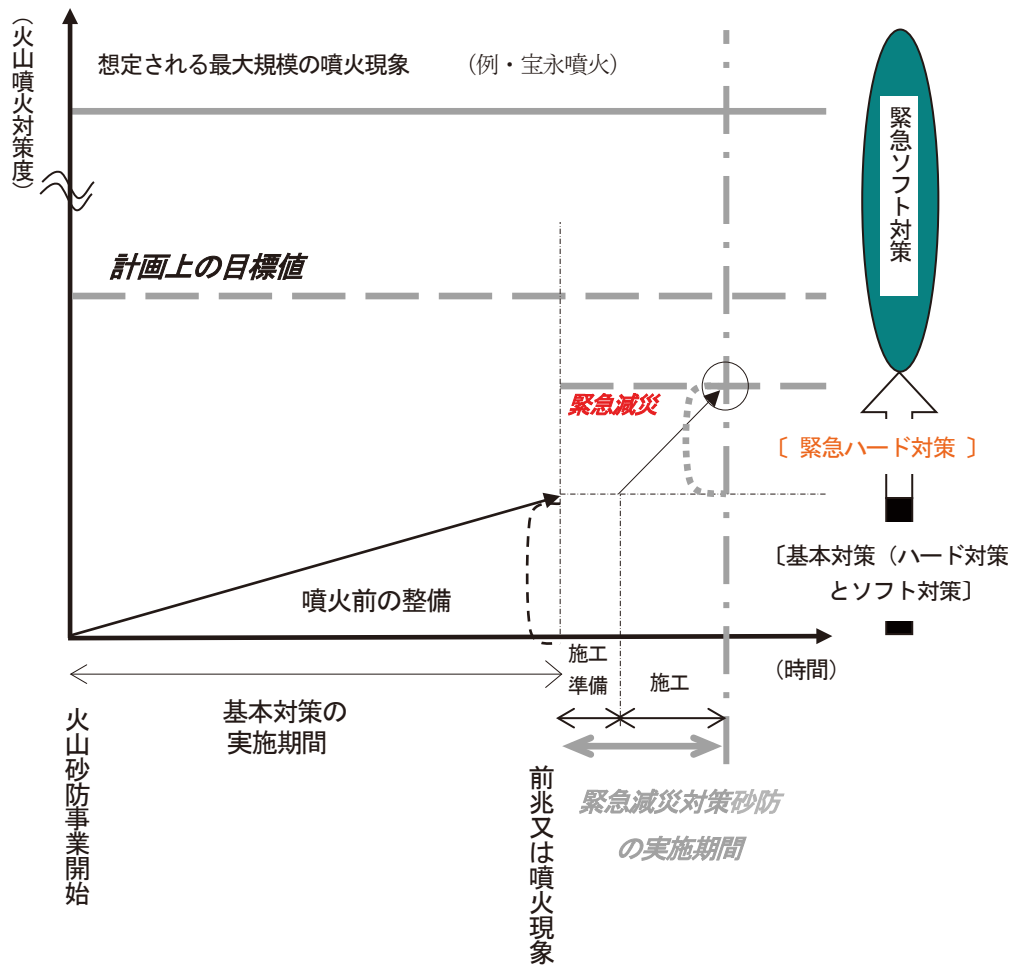 （火山噴火対策度）
想定される最大規模の噴火現象　（例・宝永噴火）
計画上の目標値
緊急減災
噴火前の整備
緊急ソフト対策
〔 緊急ハード対策 〕
〔基本対策（ハード対策
とソフト対策〕
（時間）
施工
準備
施工
基本対策の
実施期間
火山砂防事業開始
前兆又は噴火現象
緊急減災対策砂防
の実施期間